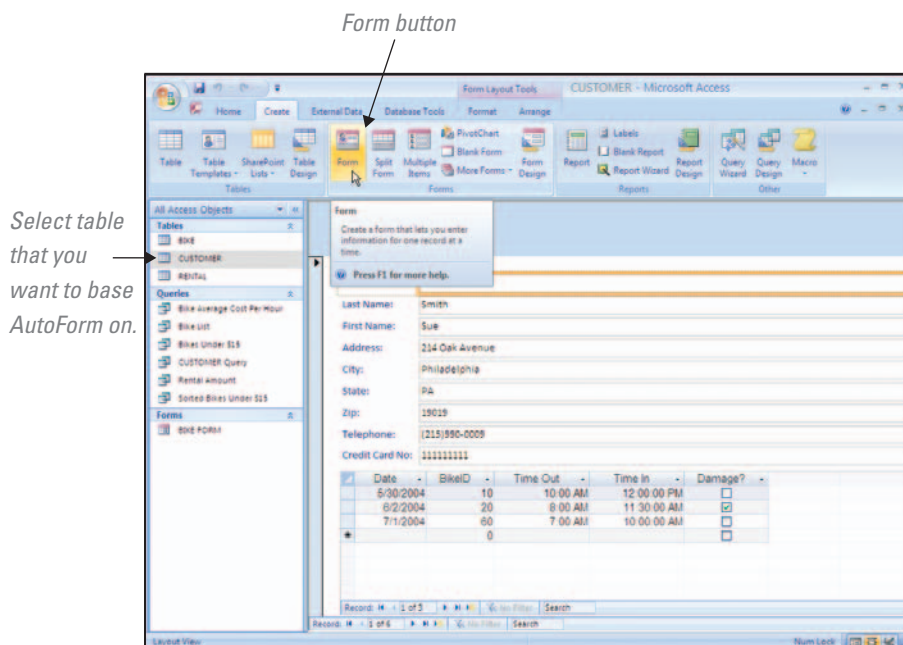 Form button
Form Layout Tools
CUSTOMER - Microsoft Access
Home
Create
External Data
Database Tools
Format
Arrange
Table
Table Templates
SharePoint Lists
Table Design
Form
Split Form
Multiple Items
PivotChart
Blank Form
More Forms
Form Design
Report
Labels
Blank Report
Report Wizard
Report Design
Query Wizard
Query Design
Macro
Tables
Forms
Reports
Other
Select table
that you
want to base
AutoForm on.
All Access Objects
Tables
BIKE
CUSTOMER
RENTAL
Queries
Bike Average Cost Per Hour
Bike List
Bikes Under $15
CUSTOMER Query
Rental Amount
Sorted Bikes Under $15
Forms
BIKE FORM
Form
Create a form that lets you enter
information for one record at a
time.
Press F1 for more help.
Last Name: Smith
First Name: Sue
Address: 214 Oak Avenue
City: Philadelphia
State: PA
Zip: 19019
Telephone: (215)990-0009
Credit Card No: 111111111
Date BikeID Time Out Time In Damage?
5/30/2004 10 10:00 AM 12:00:00 PM
6/2/2004 20 8:00 AM 11:30:00 AM
7/1/2004 60 7:00 AM 10:00:00 AM
0
Record: 1 of 3 No Filter Search
Record: 1 of 6 No Filter Search
Layout View
Num Lock